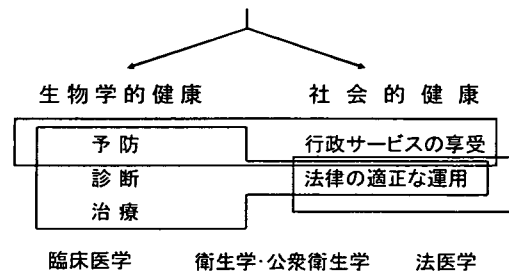 生物学的健康 社会的健康
予防 行政サービスの享受
診断 法律の適正な運用
治療
臨床医学 衛生学･公衆衛生学 法医学